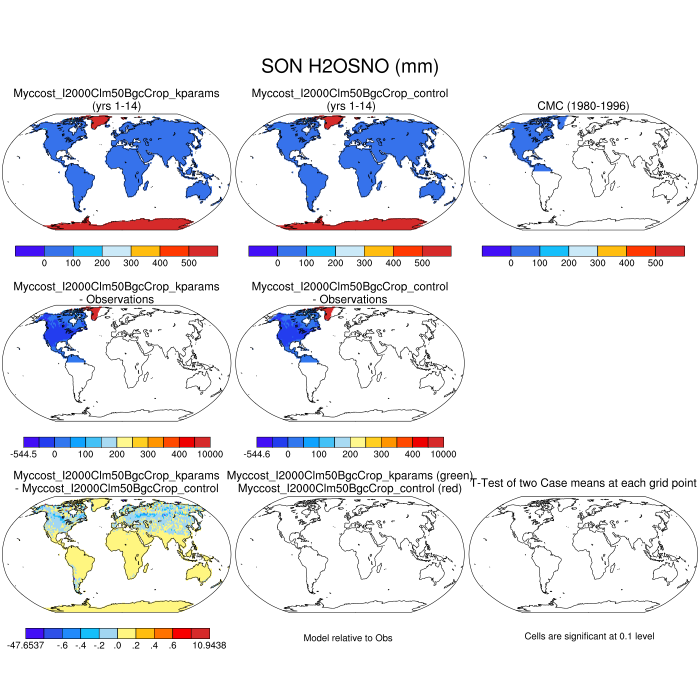 SON H2OSNO (mm)
Myccost_I2000Clm50BgcCrop_kparams
(yrs 1-14)
Myccost_I2000Clm50BgcCrop_control
(yrs 1-14)
CMC (1980-1996)
0 100 200 300 400 500
0 100 200 300 400 500
0 100 200 300 400 500
Myccost_I2000Clm50BgcCrop_kparams
- Observations
Myccost_I2000Clm50BgcCrop_control
- Observations
-544.5 0 100 200 300 400 10000
-544.6 0 100 200 300 400 10000
Myccost_I2000Clm50BgcCrop_kparams
- Myccost_I2000Clm50BgcCrop_control
Myccost_I2000Clm50BgcCrop_kparams (green)
Myccost_I2000Clm50BgcCrop_control (red)
T-Test of two Case means at each grid point
-47.6537 -.6 -.4 -.2 .0 .2 .4 .6 10.9438
Model relative to Obs
Cells are significant at 0.1 level